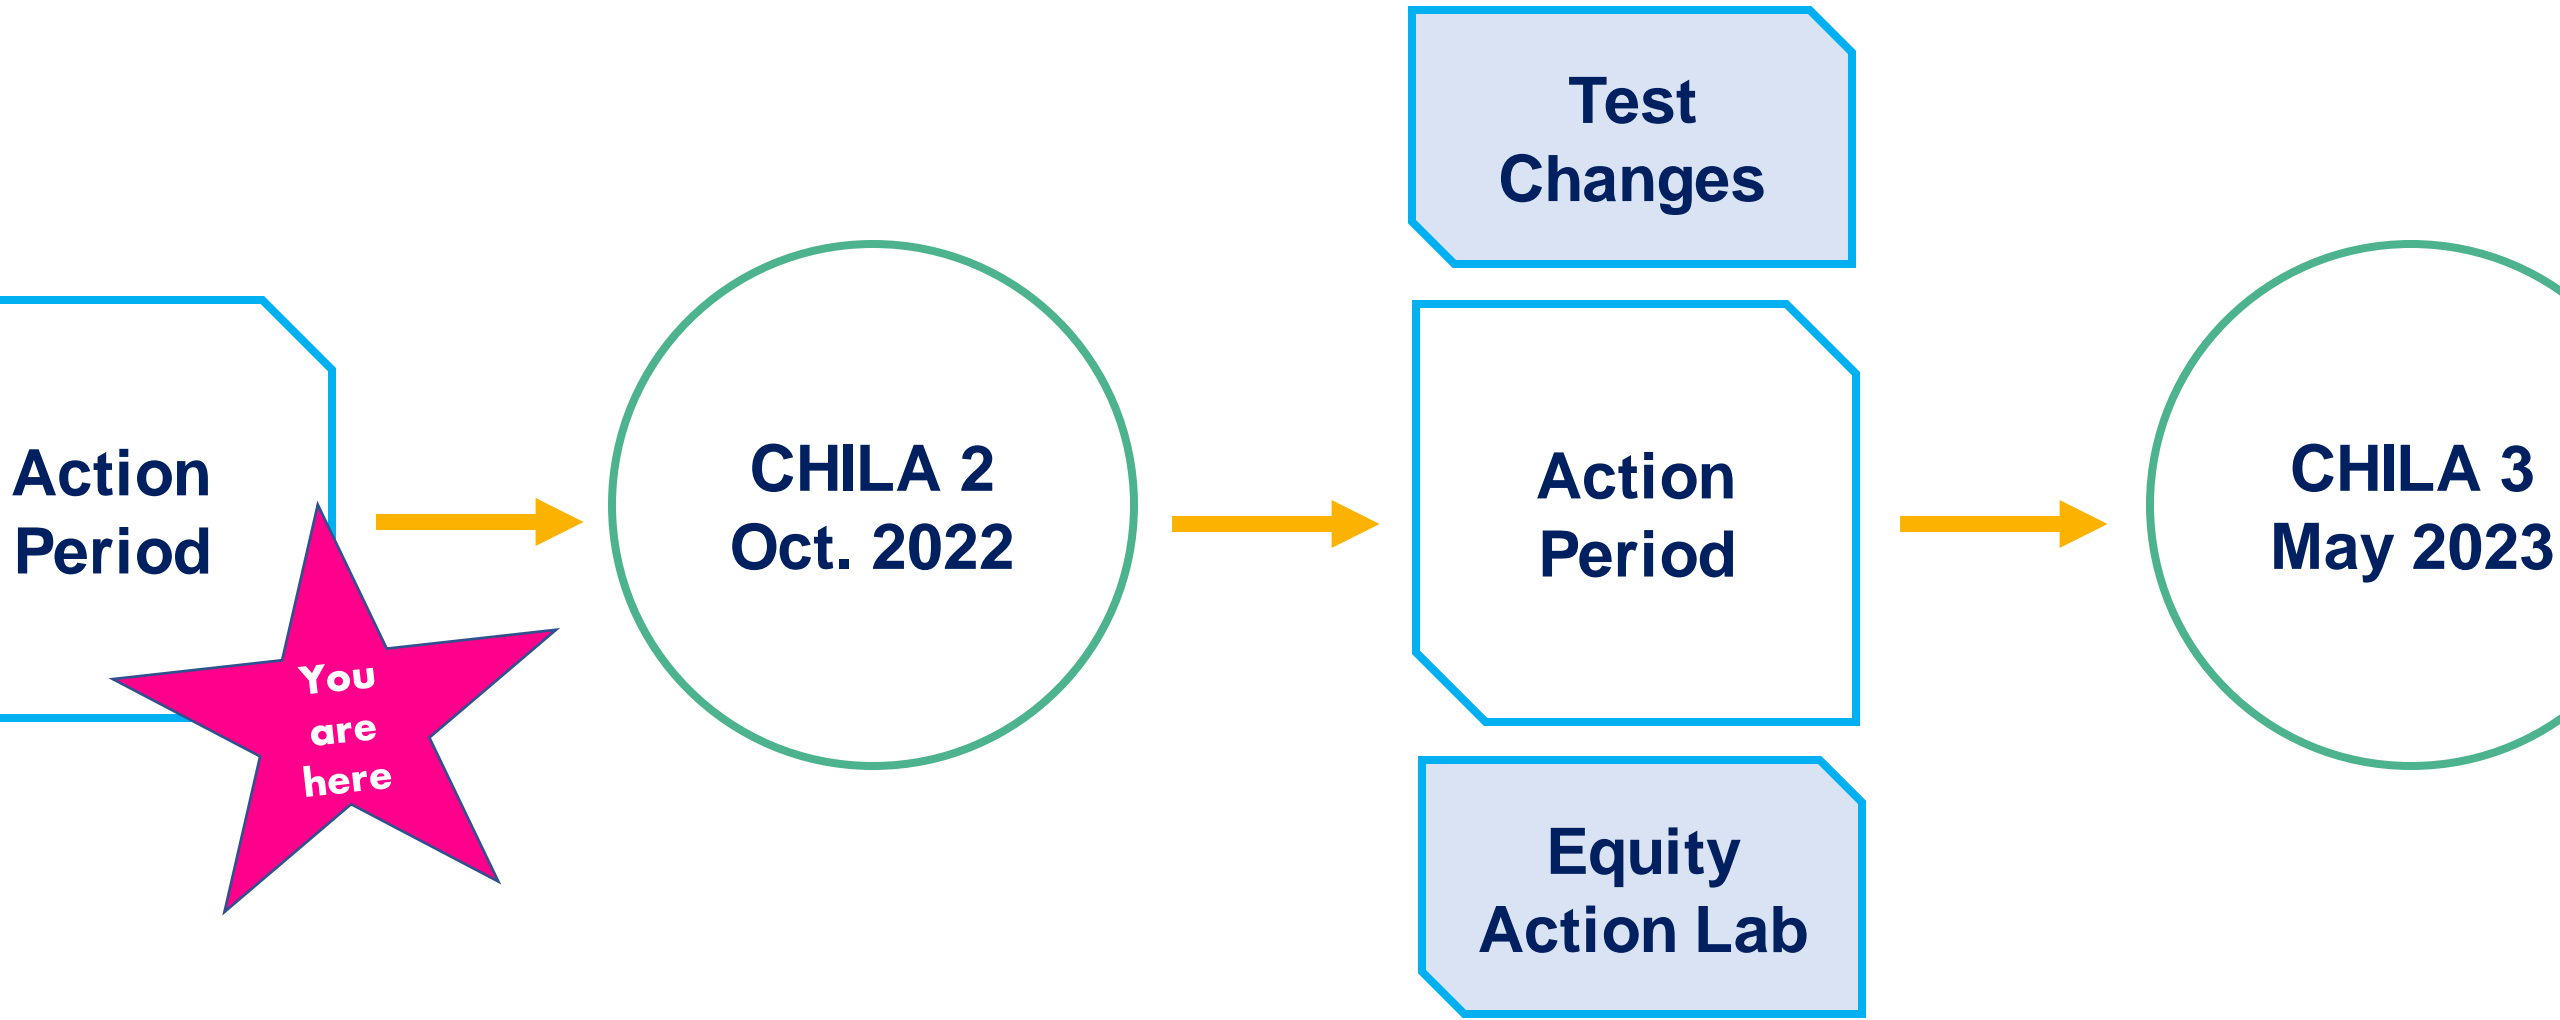 Action
Period
You
are
here
CHILA 2
Oct. 2022
Test
Changes
Action
Period
Equity
Action Lab
CHILA 3
May 2023